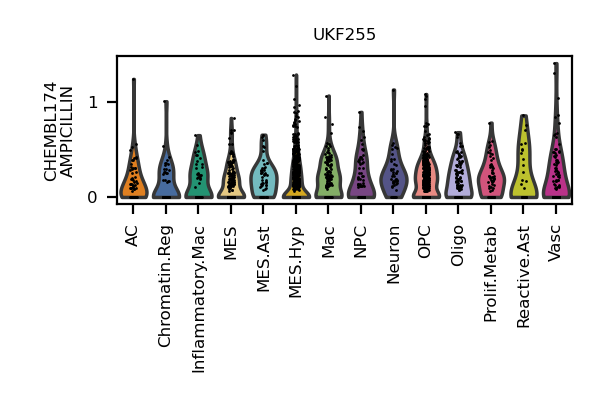 UKF255
CHEMBL174
AMPICILLIN
1
0
AC
Chromatin.Reg
Inflammatory.Mac
MES
MES.Ast
MES.Hyp
Mac
NPC
Neuron
OPC
Oligo
Prolif.Metab
Reactive.Ast
Vasc